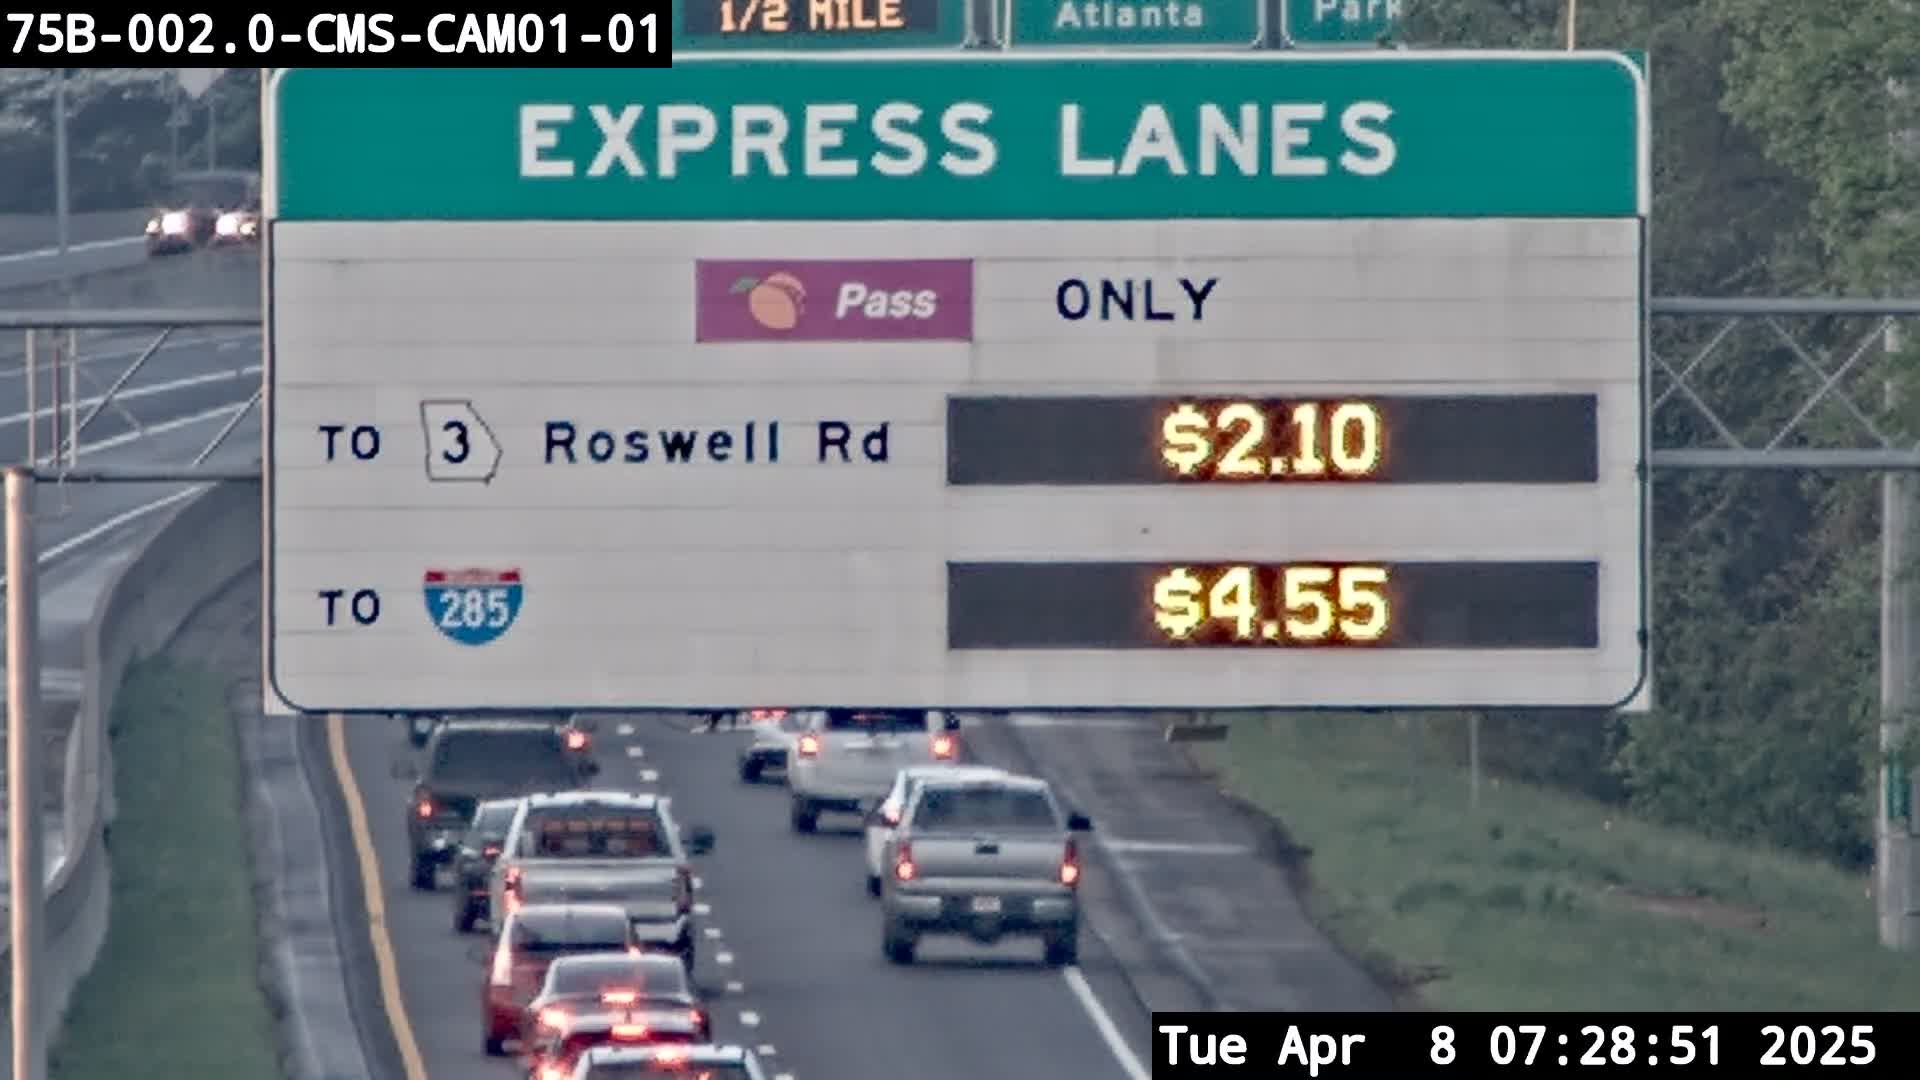 75B-002.0-CMS-CAM01-01
1/2 MILE
Atlanta
Park
EXPRESS LANES
Pass ONLY
TO 3 Roswell Rd $2.10
TO 285 $4.55
Tue Apr 8 07:28:51 2025